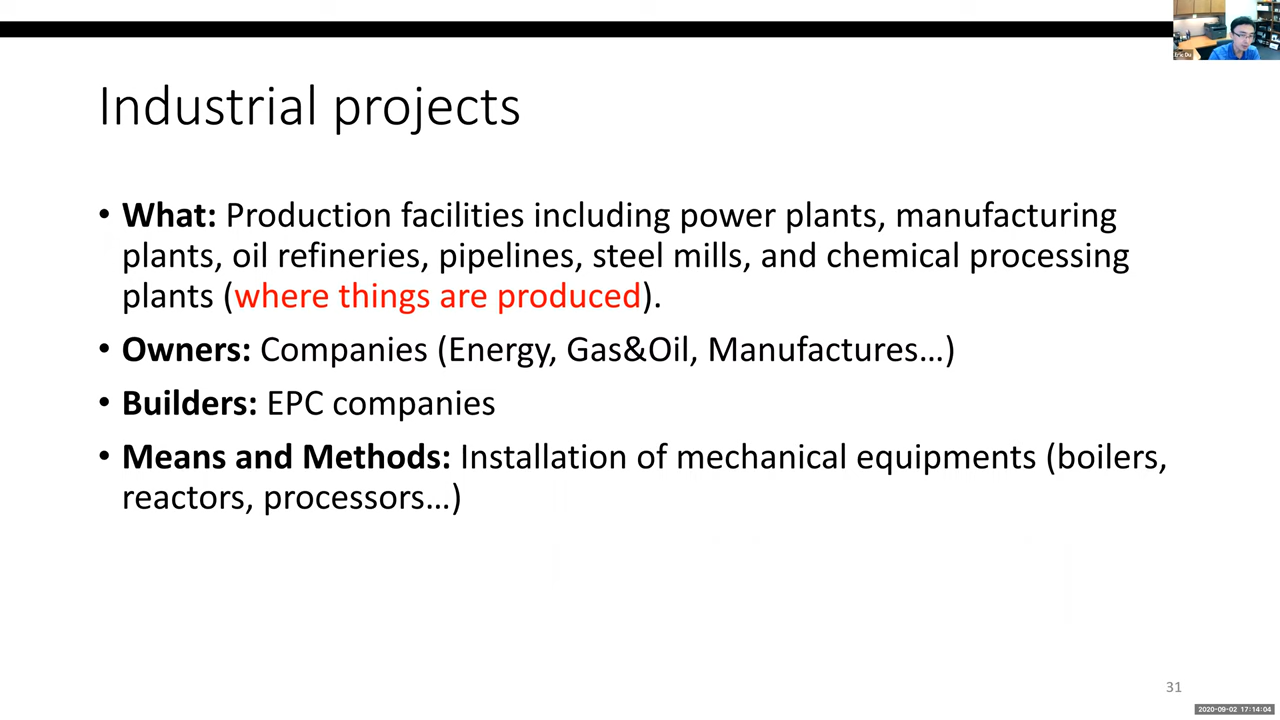 Eric Du
Industrial projects
• What: Production facilities including power plants, manufacturing
plants, oil refineries, pipelines, steel mills, and chemical processing
plants (where things are produced).
• Owners: Companies (Energy, Gas&Oil, Manufactures...)
• Builders: EPC companies
• Means and Methods: Installation of mechanical equipments (boilers,
reactors, processors...)
31
2020-09-02 17:14:04